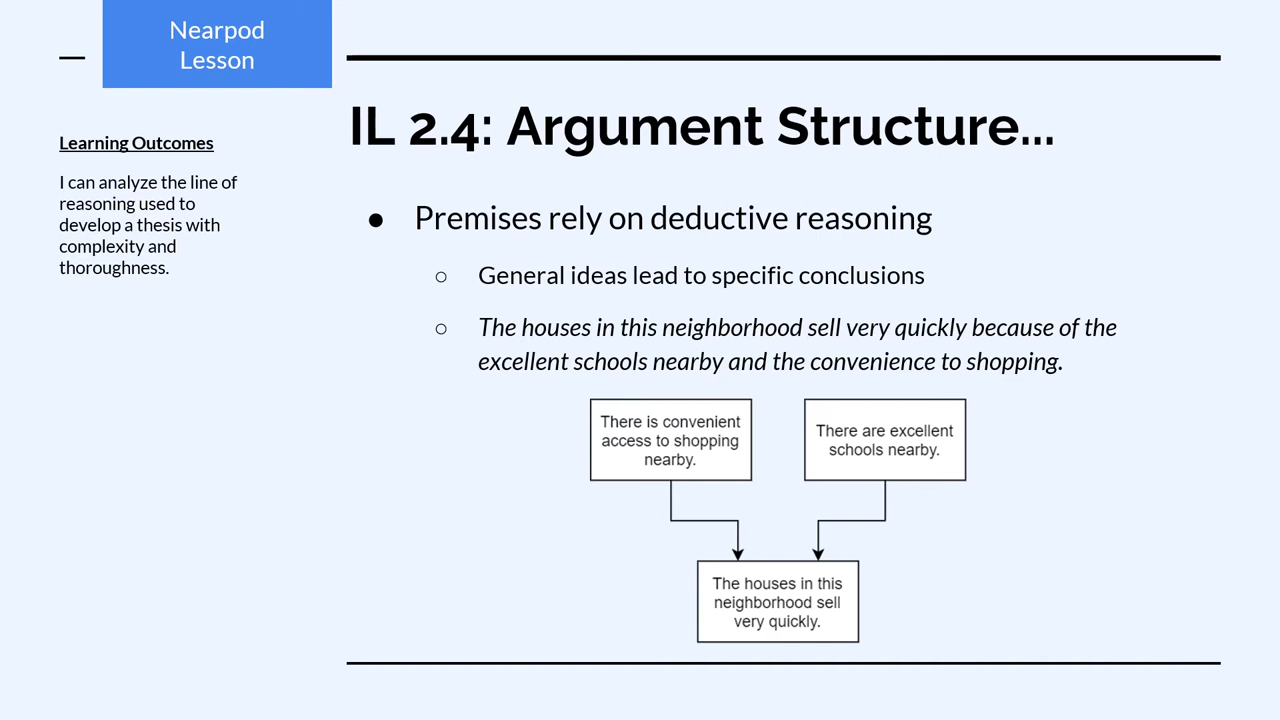 Nearpod
Lesson
IL 2.4: Argument Structure...
Learning Outcomes
I can analyze the line of
reasoning used to
develop a thesis with
complexity and
thoroughness.
● Premises rely on deductive reasoning
○ General ideas lead to specific conclusions
○ The houses in this neighborhood sell very quickly because of the
excellent schools nearby and the convenience to shopping.
There is convenient
access to shopping
nearby.
There are excellent
schools nearby.
The houses in this
neighborhood sell
very quickly.